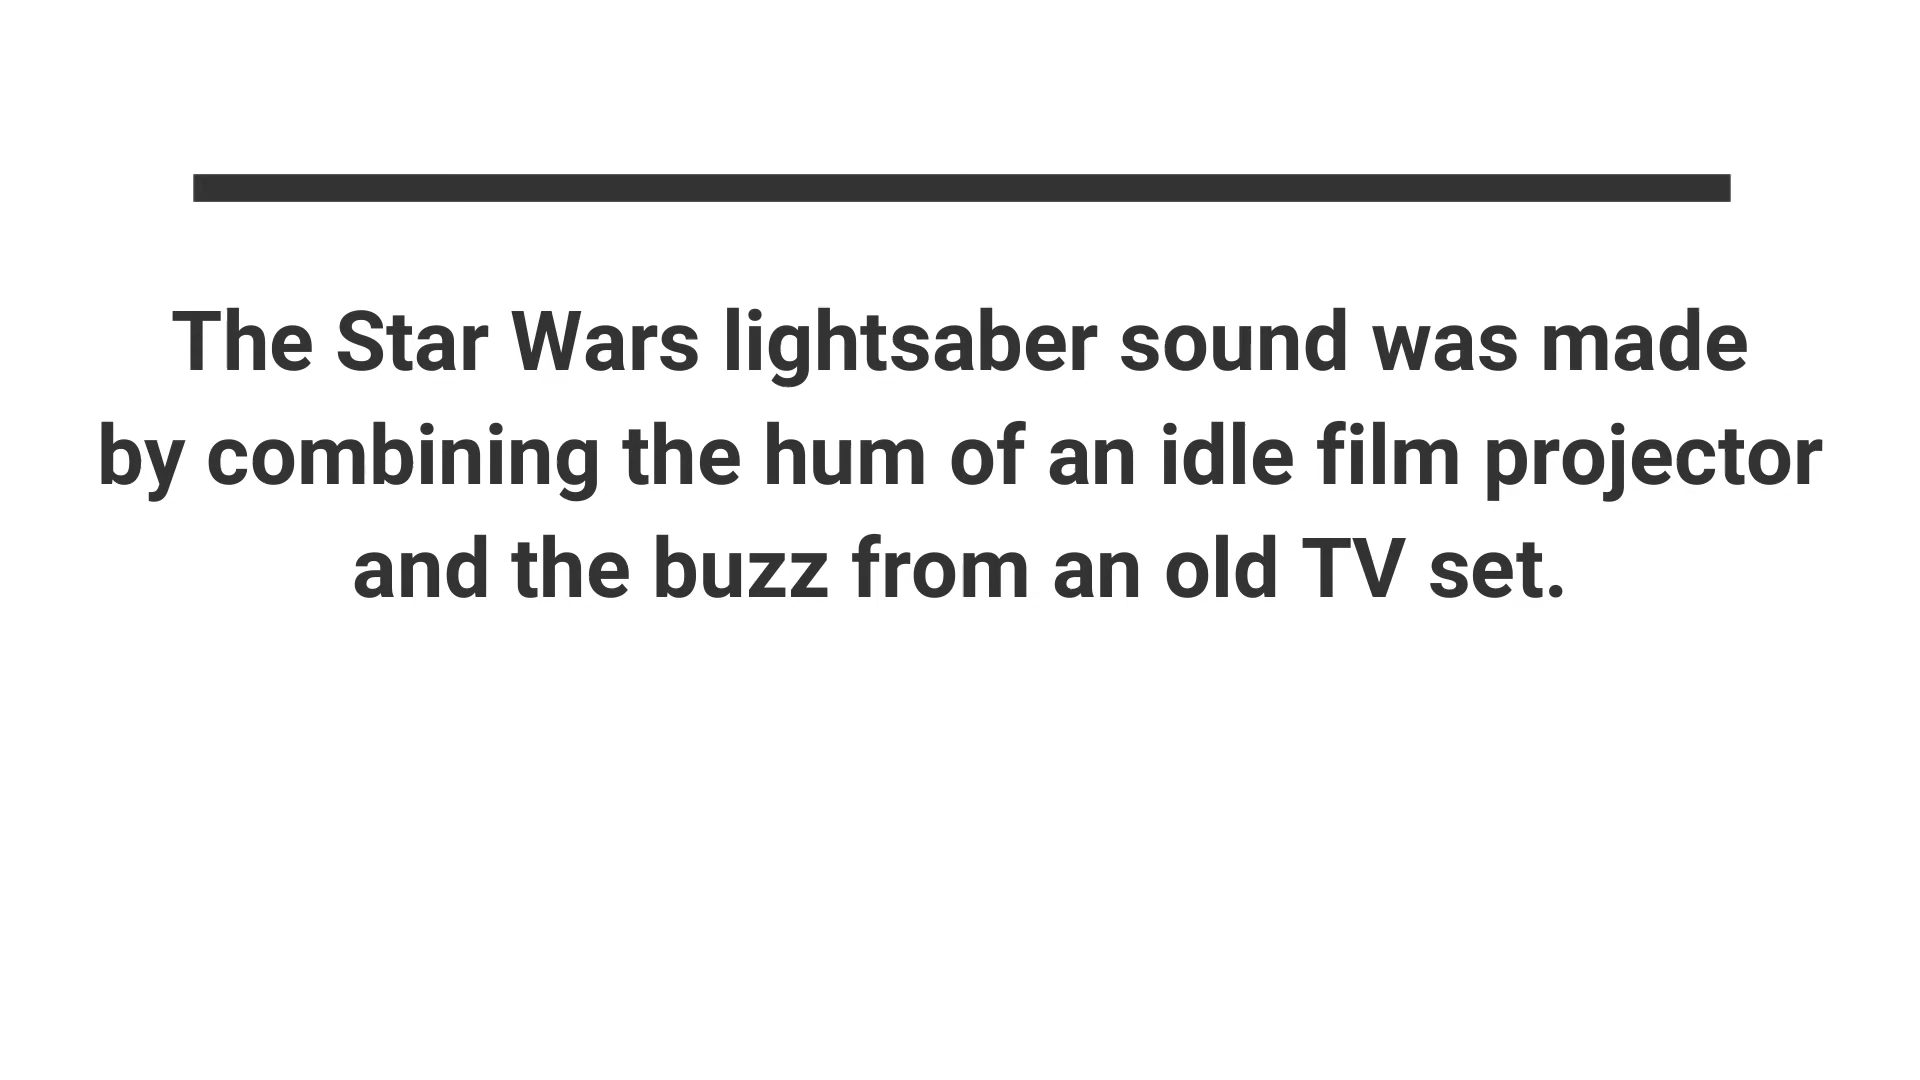 The Star Wars lightsaber sound was made
by combining the hum of an idle film projector
and the buzz from an old TV set.